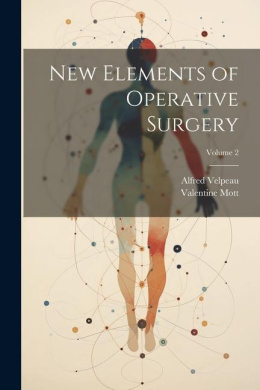 New Elements of
Operative
Surgery
Volume 2
Alfred Velpeau
Valentine Mott